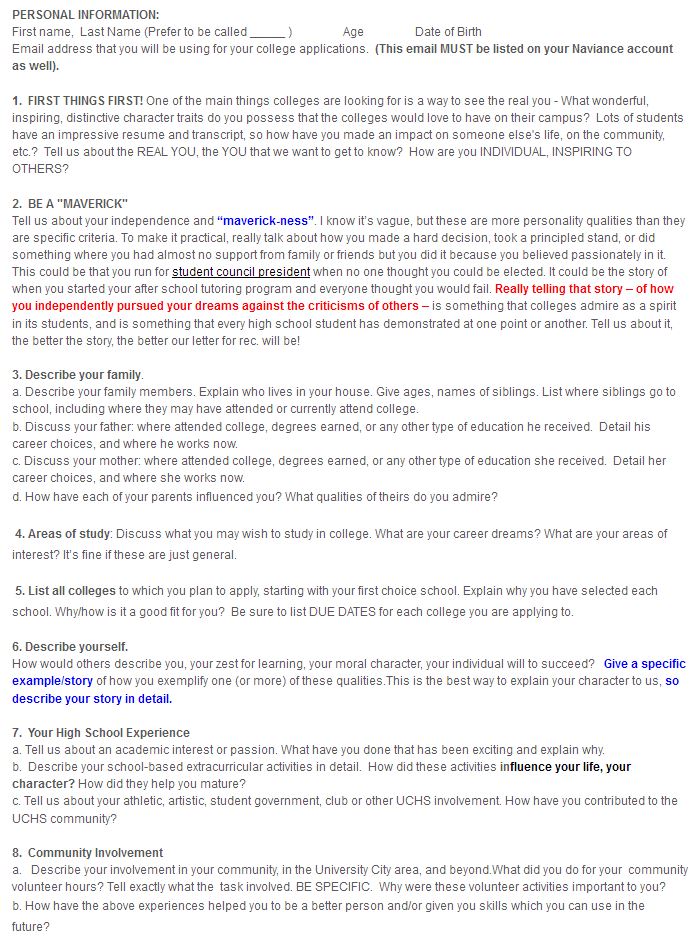 PERSONAL INFORMATION:
First name,  Last Name (Prefer to be called _____ )               Age               Date of Birth
Email address that you will be using for your college applications.  (This email MUST be listed on your Naviance account
as well).
1.  FIRST THINGS FIRST! One of the main things colleges are looking for is a way to see the real you - What wonderful,
inspiring, distinctive character traits do you possess that the colleges would love to have on their campus?  Lots of students
have an impressive resume and transcript, so how have you made an impact on someone else's life, on the community,
etc.?  Tell us about the REAL YOU, the YOU that we want to get to know?  How are you INDIVIDUAL, INSPIRING TO
OTHERS?
2.  BE A "MAVERICK"
Tell us about your independence and “maverick-ness”. I know it’s vague, but these are more personality qualities than they
are specific criteria. To make it practical, really talk about how you made a hard decision, took a principled stand, or did
something where you had almost no support from family or friends but you did it because you believed passionately in it.
This could be that you run for student council president when no one thought you could be elected. It could be the story of
when you started your after school tutoring program and everyone thought you would fail. Really telling that story – of how
you independently pursued your dreams against the criticisms of others – is something that colleges admire as a spirit
in its students, and is something that every high school student has demonstrated at one point or another. Tell us about it,
the better the story, the better our letter for rec. will be!
3. Describe your family.
a. Describe your family members. Explain who lives in your house. Give ages, names of siblings. List where siblings go to
school, including where they may have attended or currently attend college.
b. Discuss your father: where attended college, degrees earned, or any other type of education he received.  Detail his
career choices, and where he works now.
c. Discuss your mother: where attended college, degrees earned, or any other type of education she received.  Detail her
career choices, and where she works now.
d. How have each of your parents influenced you? What qualities of theirs do you admire?
4. Areas of study: Discuss what you may wish to study in college. What are your career dreams? What are your areas of
interest? It’s fine if these are just general.
5. List all colleges to which you plan to apply, starting with your first choice school. Explain why you have selected each
school. Why/how is it a good fit for you?  Be sure to list DUE DATES for each college you are applying to.
6. Describe yourself.
How would others describe you, your zest for learning, your moral character, your individual will to succeed?   Give a specific
example/story of how you exemplify one (or more) of these qualities.This is the best way to explain your character to us, so
describe your story in detail.
7.  Your High School Experience
a. Tell us about an academic interest or passion. What have you done that has been exciting and explain why.
b.  Describe your school-based extracurricular activities in detail.  How did these activities influence your life, your
character? How did they help you mature?
c. Tell us about your athletic, artistic, student government, club or other UCHS involvement. How have you contributed to the
UCHS community?
8.  Community Involvement
a.   Describe your involvement in your community, in the University City area, and beyond.What did you do for your  community
volunteer hours? Tell exactly what the  task involved. BE SPECIFIC.  Why were these volunteer activities important to you?
b. How have the above experiences helped you to be a better person and/or given you skills which you can use in the
future?